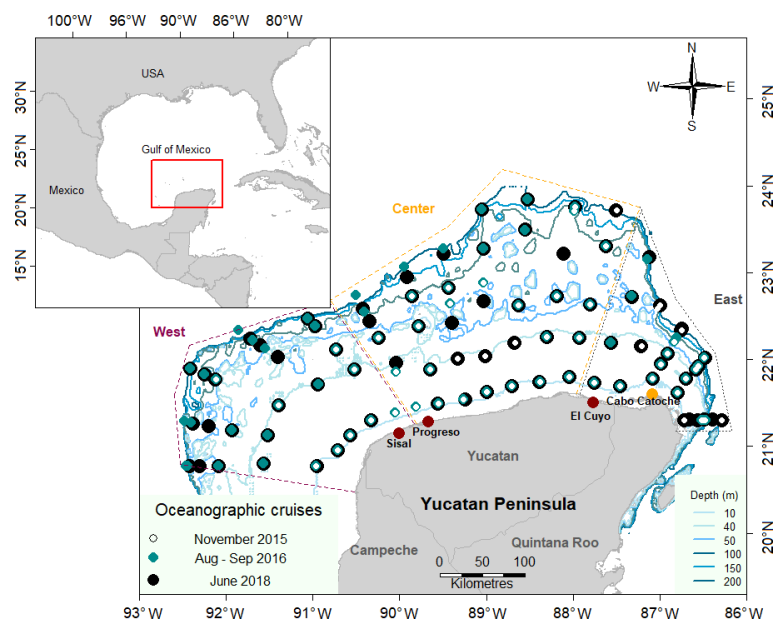 100°W 90°W 86°W 80°W
USA
30°N
Gulf of Mexico
25°N
Mexico
20°N
15°N
N
W E
S
25°N
24°N
23°N
22°N
21°N
20°N
Center
West
East
Cabo Catoche
El Cuyo
Progreso
Sisal
Yucatan
Yucatan Peninsula
Campeche
Quintana Roo
0 50 100
Kilometres
Oceanographic cruises
November 2015
Aug - Sep 2016
June 2018
Depth (m)
10
40
50
100
150
200
93°W 92°W 91°W 90°W 89°W 88°W 87°W 86°W